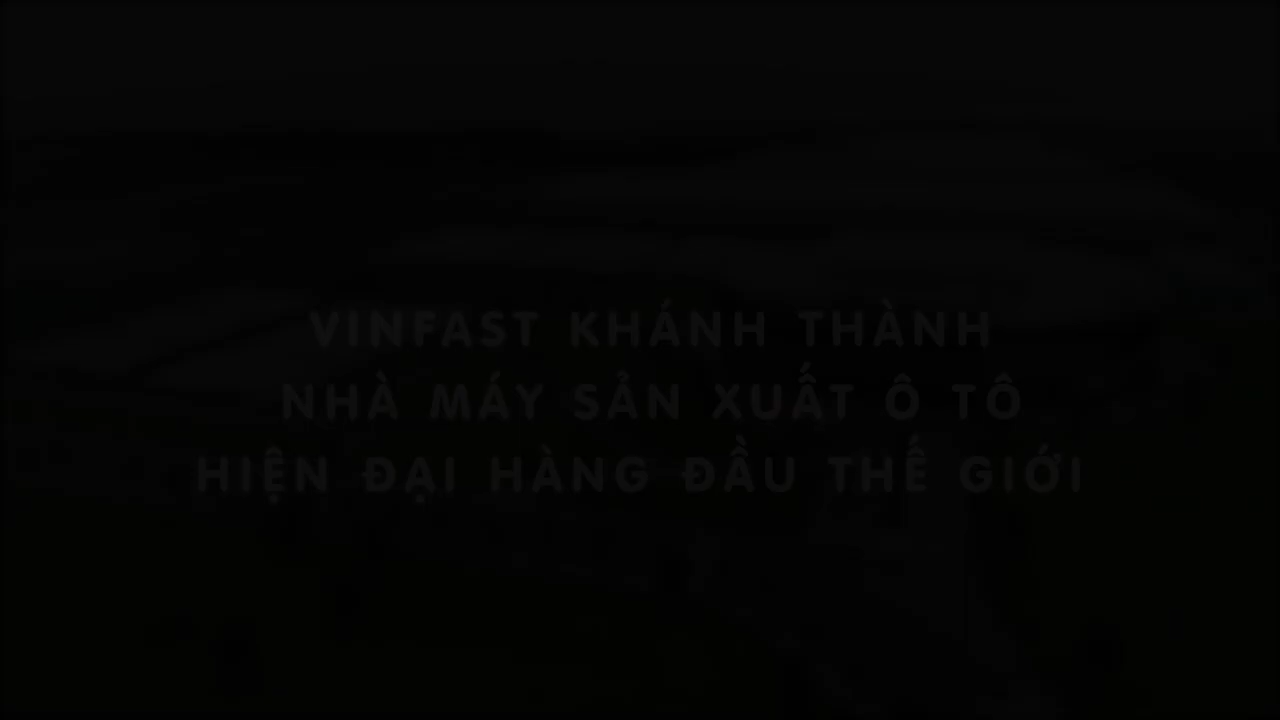 VINFAST KHÁNH THÀNH
NHÀ MÁY SẢN XUẤT Ô TÔ
HIỆN ĐẠI HÀNG ĐẦU THẾ GIỚI